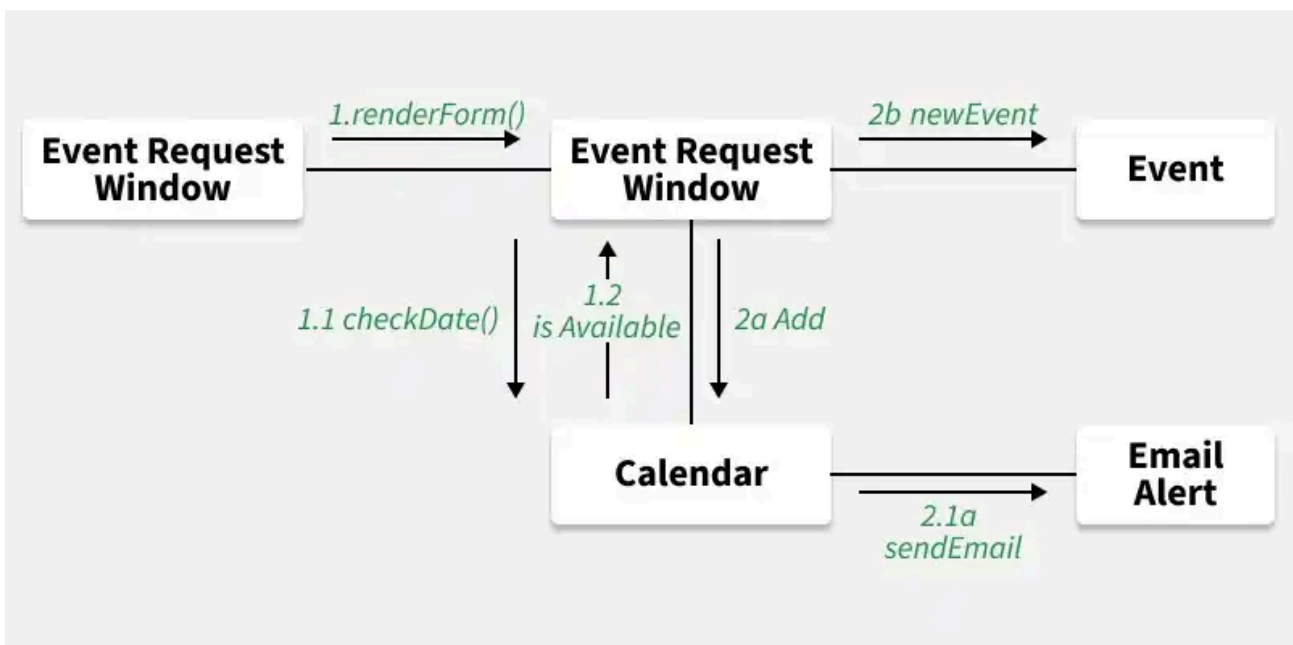 1.renderForm()
2b newEvent
Event Request
Window
Event Request
Window
Event
1.1 checkDate()
1.2
is Available
2a Add
Calendar
Email
Alert
2.1a
sendEmail